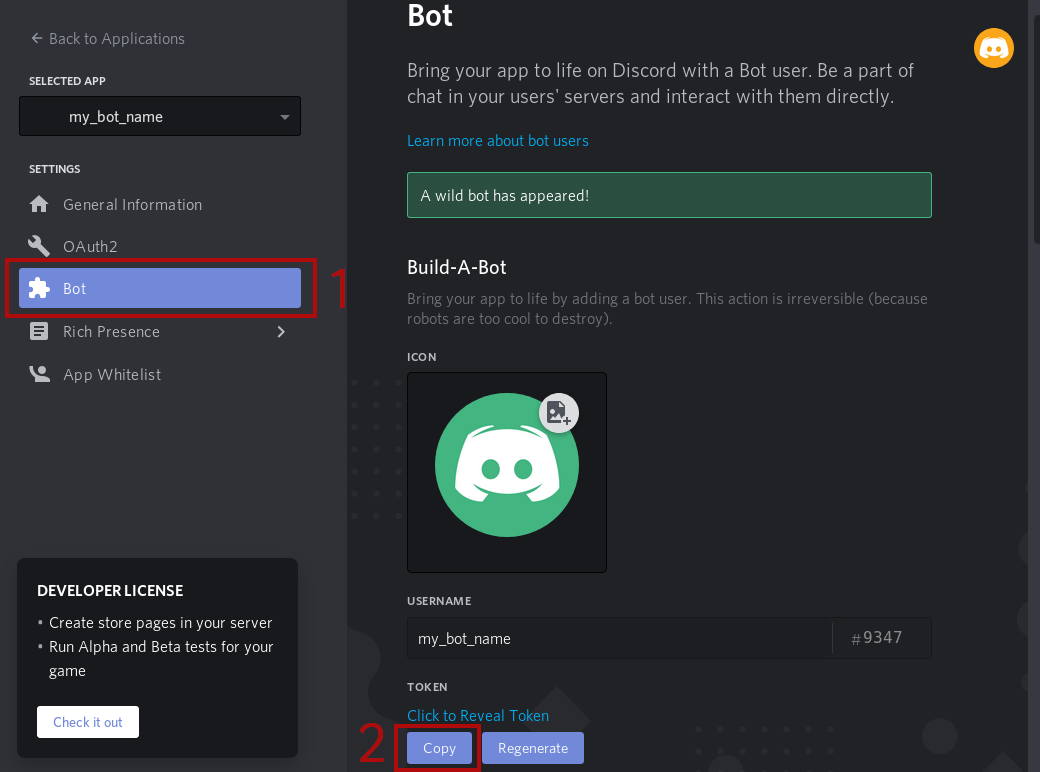 Back to Applications
SELECTED APP
my_bot_name
SETTINGS
General Information
OAuth2
Bot
1
Rich Presence
App Whitelist
DEVELOPER LICENSE
• Create store pages in your server
• Run Alpha and Beta tests for your
game
Check it out
Bot
Bring your app to life on Discord with a Bot user. Be a part of
chat in your users' servers and interact with them directly.
Learn more about bot users
A wild bot has appeared!
Build-A-Bot
Bring your app to life by adding a bot user. This action is irreversible (because
robots are too cool to destroy).
ICON
USERNAME
my_bot_name #9347
TOKEN
Click to Reveal Token
2 Copy Regenerate